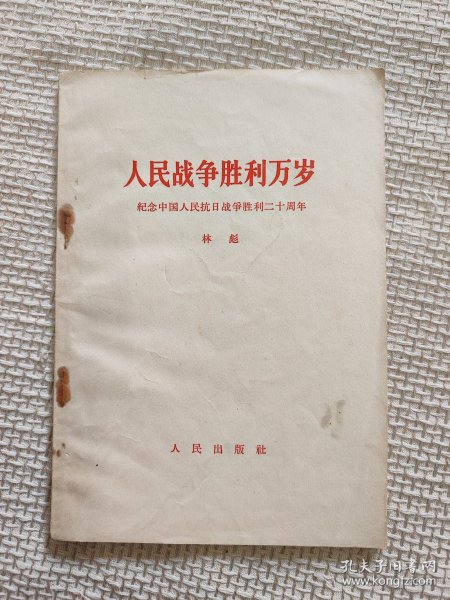 人民战争胜利万岁
紀念中国人民抗日战爭胜利二十周年
林 彪
人民出版社
孔夫子旧书网
www.kongfz.com